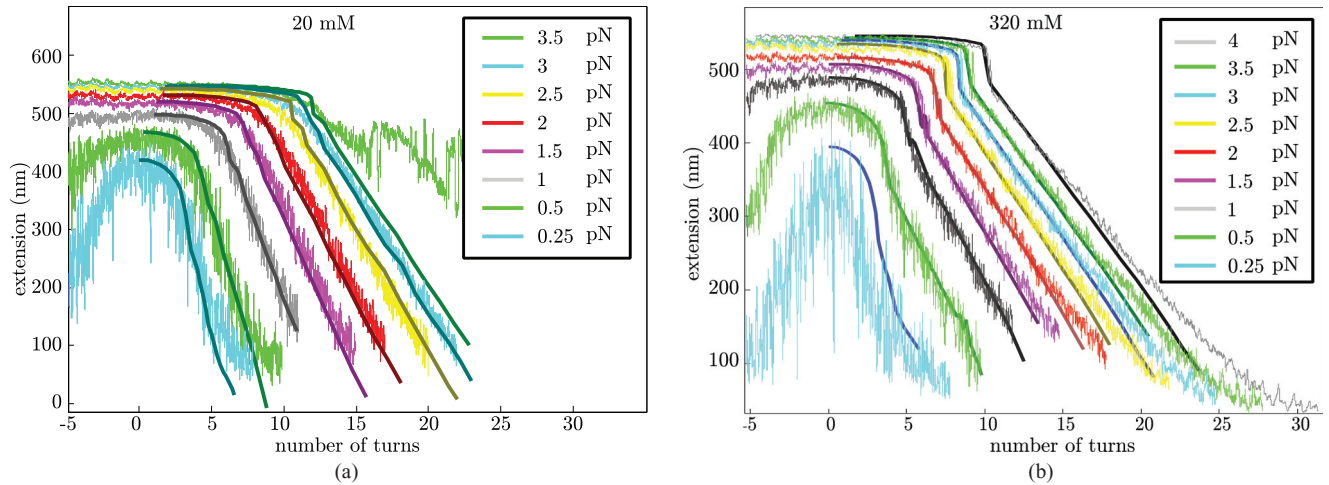 20 mM
3.5 pN
3 pN
2.5 pN
2 pN
1.5 pN
1 pN
0.5 pN
0.25 pN
600
500
400
300
200
100
0
extension (nm)
-5 0 5 10 15 20 25 30
number of turns
(a)
320 mM
4 pN
3.5 pN
3 pN
2.5 pN
2 pN
1.5 pN
1 pN
0.5 pN
0.25 pN
500
400
300
200
100
extension (nm)
-5 0 5 10 15 20 25 30
number of turns
(b)